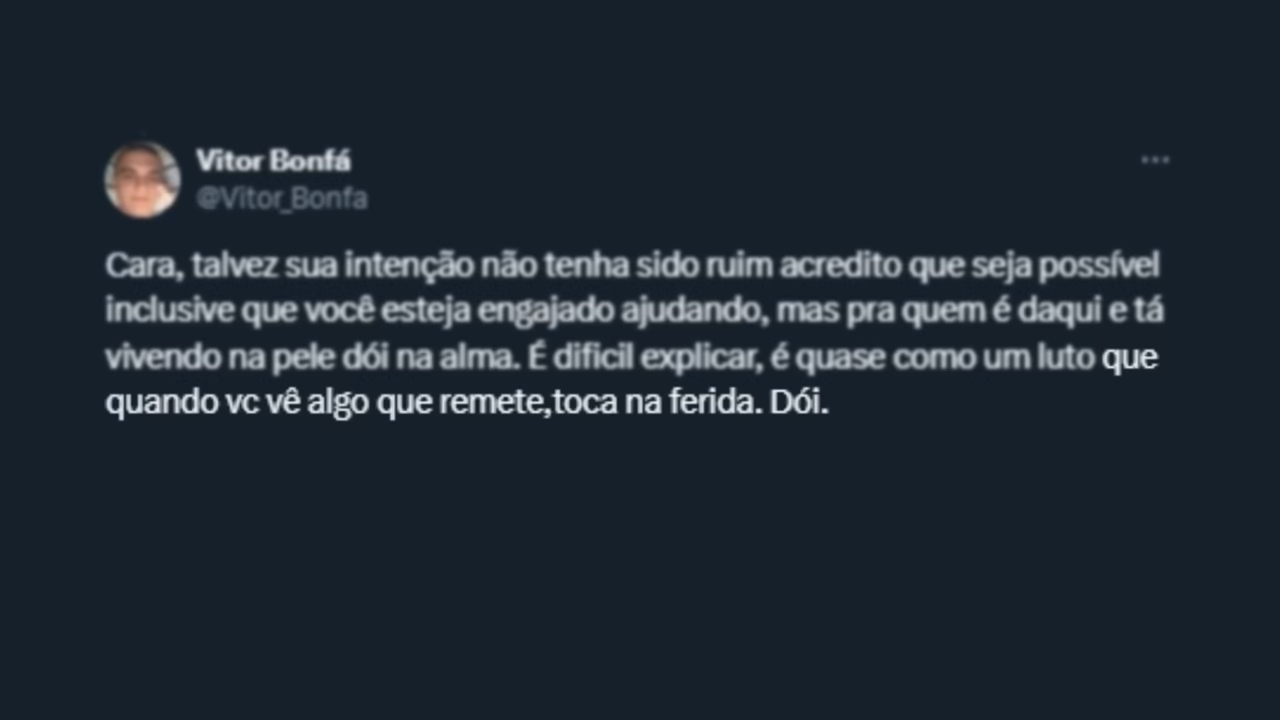 Vitor Bonfá
@Vitor_Bonfa
Cara, talvez sua intenção não tenha sido ruim acredito que seja possível
inclusive que você esteja engajado ajudando, mas pra quem é daqui e tá
vivendo na pele dói na alma. É dificil explicar, é quase como um luto que
quando vc vê algo que remete,toca na ferida. Dói.